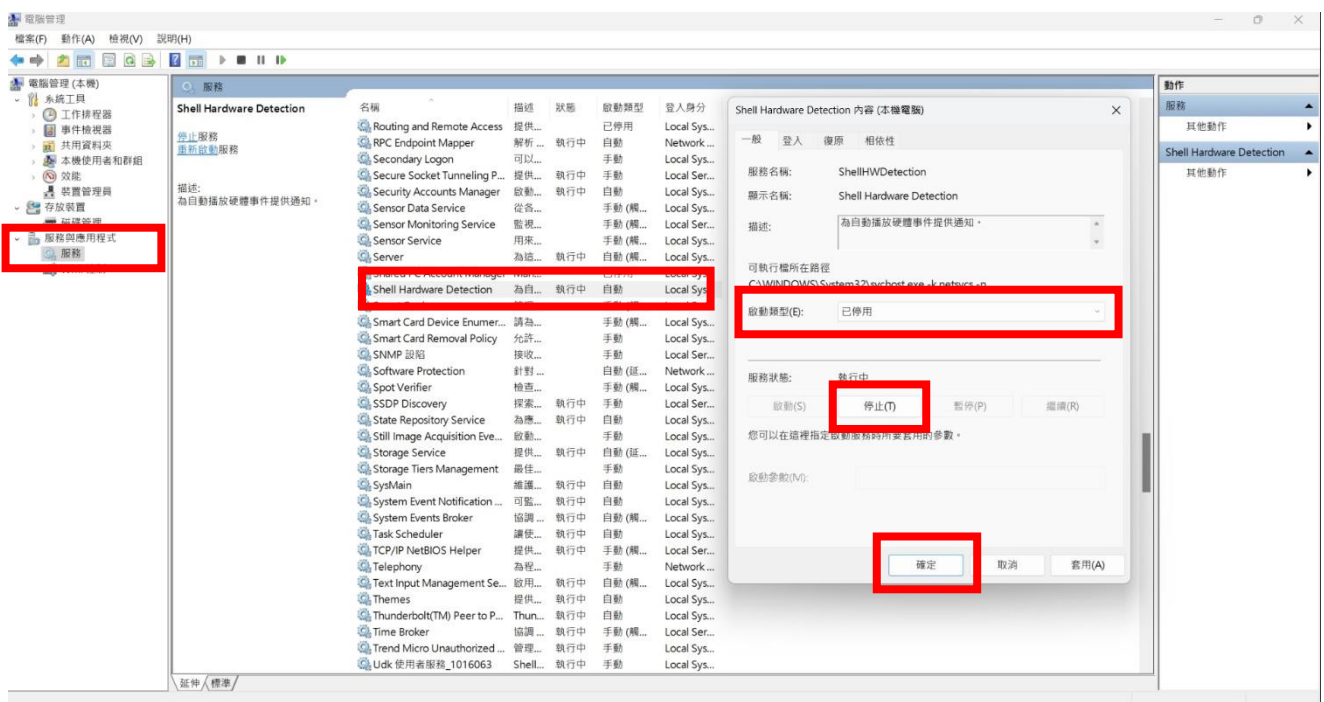 電腦管理
檔案(F) 動作(A) 檢視(V) 說明(H)
電腦管理 (本機)
系統工具
工作排程器
事件檢視器
共用資料夾
本機使用者和群組
效能
裝置管理員
存放裝置
磁碟管理
服務與應用程式
服務
服務
Shell Hardware Detection
停止服務
重新啟動服務
描述:
為自動播放硬體事件提供通知。
名稱 描述 狀態 啟動類型 登入身分
Routing and Remote Access 提供... 已停用 Local Sys...
RPC Endpoint Mapper 解析 ... 執行中 自動 Network ...
Secondary Logon 可以... 手動 Local Sys...
Secure Socket Tunneling P... 提供... 執行中 手動 Local Ser...
Security Accounts Manager 啟動... 執行中 自動 Local Sys...
Sensor Data Service 從各... 手動 (觸... Local Sys...
Sensor Monitoring Service 監視... 手動 (觸... Local Ser...
Sensor Service 用來... 手動 (觸... Local Sys...
Server 為這... 執行中 自動 (觸... Local Sys...
Shared PC Account Manager
Shell Hardware Detection 為自... 執行中 自動 Local Sys
Smart Card Device Enumer... 請為... 手動 (觸... Local Sys...
Smart Card Removal Policy 允許... 手動 Local Sys...
SNMP 設陷 接收... 手動 Local Ser...
Software Protection 針對 ... 自動 (延... Network ...
Spot Verifier 檢查... 手動 (觸... Local Sys...
SSDP Discovery 探索... 執行中 手動 Local Ser...
State Repository Service 為應... 執行中 自動 Local Sys...
Still Image Acquisition Eve... 啟動... 手動 Local Sys...
Storage Service 提供... 執行中 自動 (延... Local Sys...
Storage Tiers Management 最佳... 手動 Local Sys...
SysMain 維護... 執行中 自動 Local Sys...
System Event Notification ... 可監... 執行中 自動 Local Sys...
System Events Broker 協調 ... 執行中 自動 (觸... Local Sys...
Task Scheduler 讓使... 執行中 自動 Local Sys...
TCP/IP NetBIOS Helper 提供... 執行中 手動 (觸... Local Ser...
Telephony 為程... 手動 Network ...
Text Input Management Se... 啟用... 執行中 自動 (觸... Local Sys...
Themes 提供... 執行中 自動 Local Sys...
Thunderbolt(TM) Peer to P... Thun... 執行中 自動 Local Sys...
Time Broker 協調 ... 執行中 手動 (觸... Local Ser...
Trend Micro Unauthorized ... 管理... 執行中 手動 Local Sys...
Udk 使用者服務_1016063 Shell... 執行中 手動 Local Sys...
延伸 標準
Shell Hardware Detection 內容 (本機電腦)
一般 登入 復原 相依性
服務名稱: ShellHWDetection
顯示名稱: Shell Hardware Detection
描述: 為自動播放硬體事件提供通知。
可執行檔所在路徑
C:\WINDOWS\System32\svchost.exe -k netsvcs -p
啟動類型(E): 已停用
服務狀態: 執行中
啟動(S) 停止(T) 暫停(P) 繼續(R)
您可以在這裡指定啟動服務時所要套用的參數。
啟動參數(M):
確定 取消 套用(A)
動作
服務
其他動作
Shell Hardware Detection
其他動作